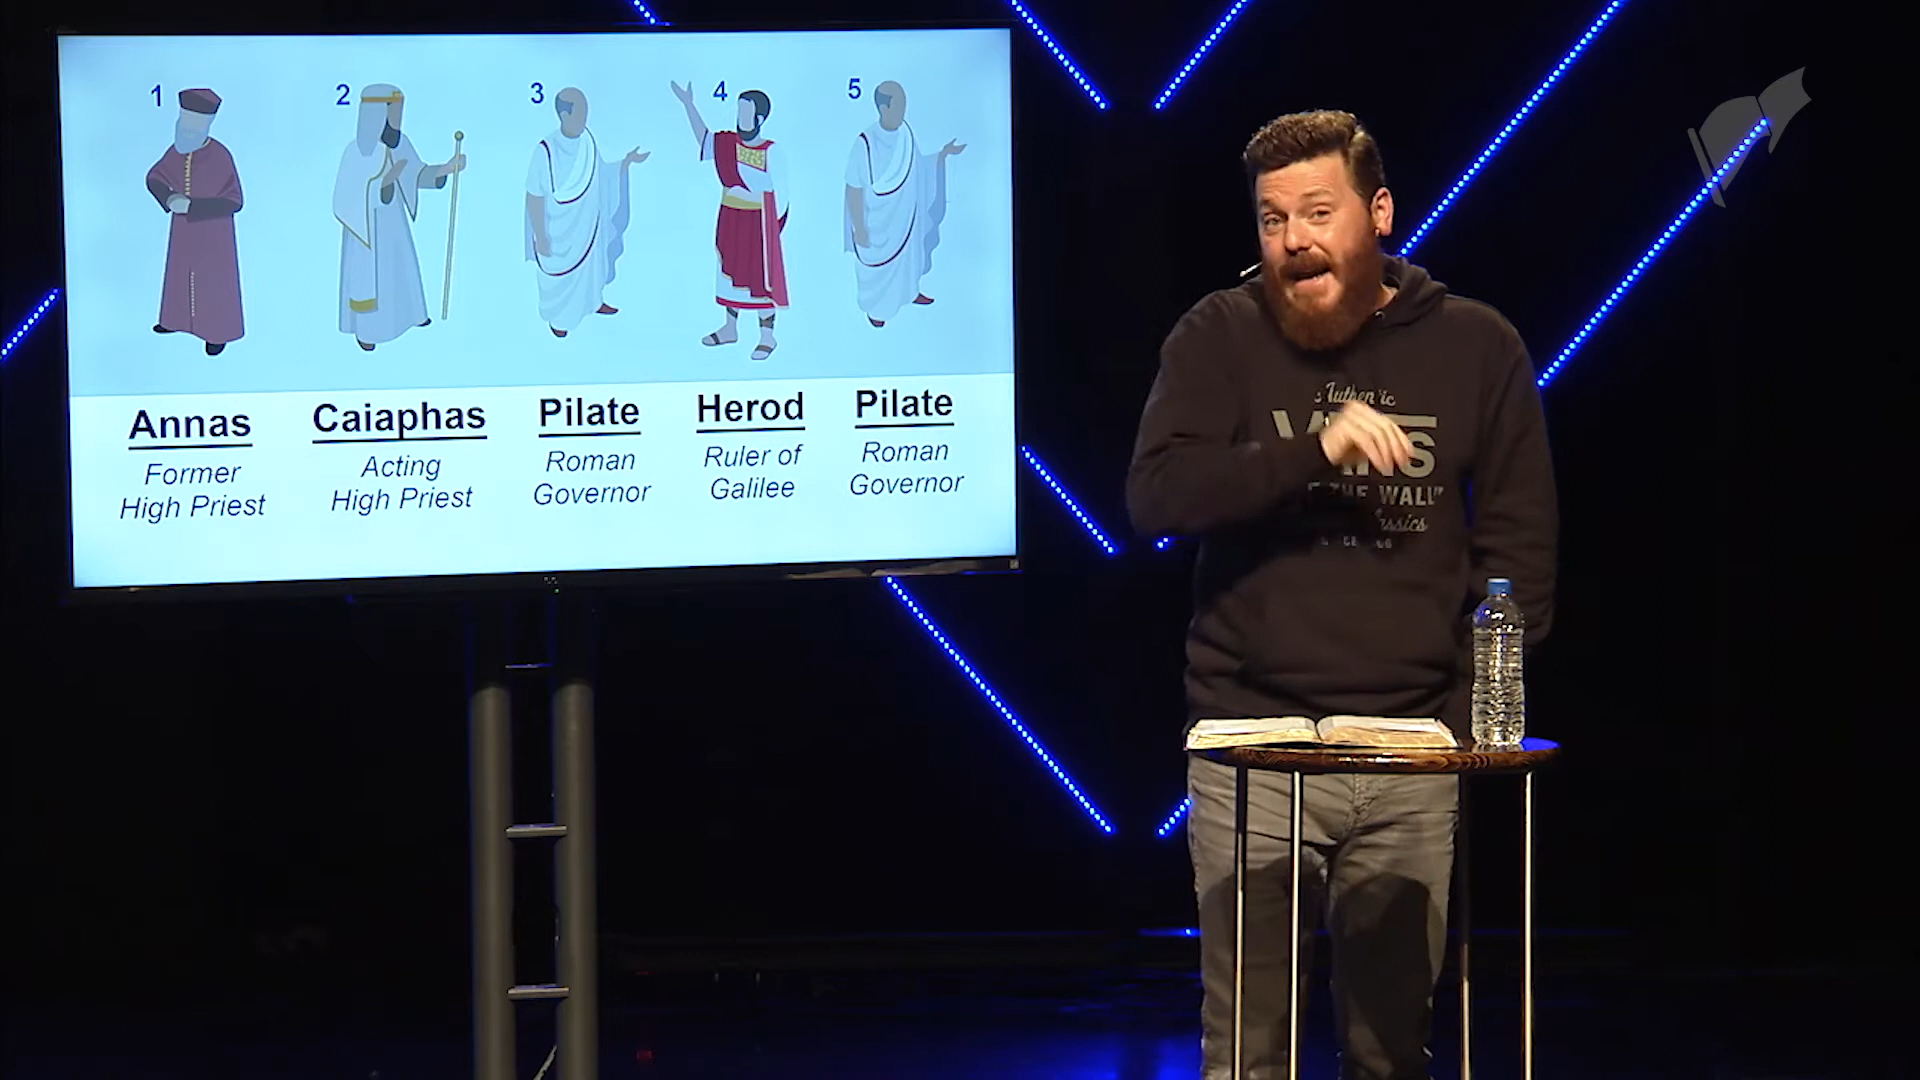 1
2
3
4
5
Annas
Former
High Priest
Caiaphas
Acting
High Priest
Pilate
Roman
Governor
Herod
Ruler of
Galilee
Pilate
Roman
Governor
THE WALL"